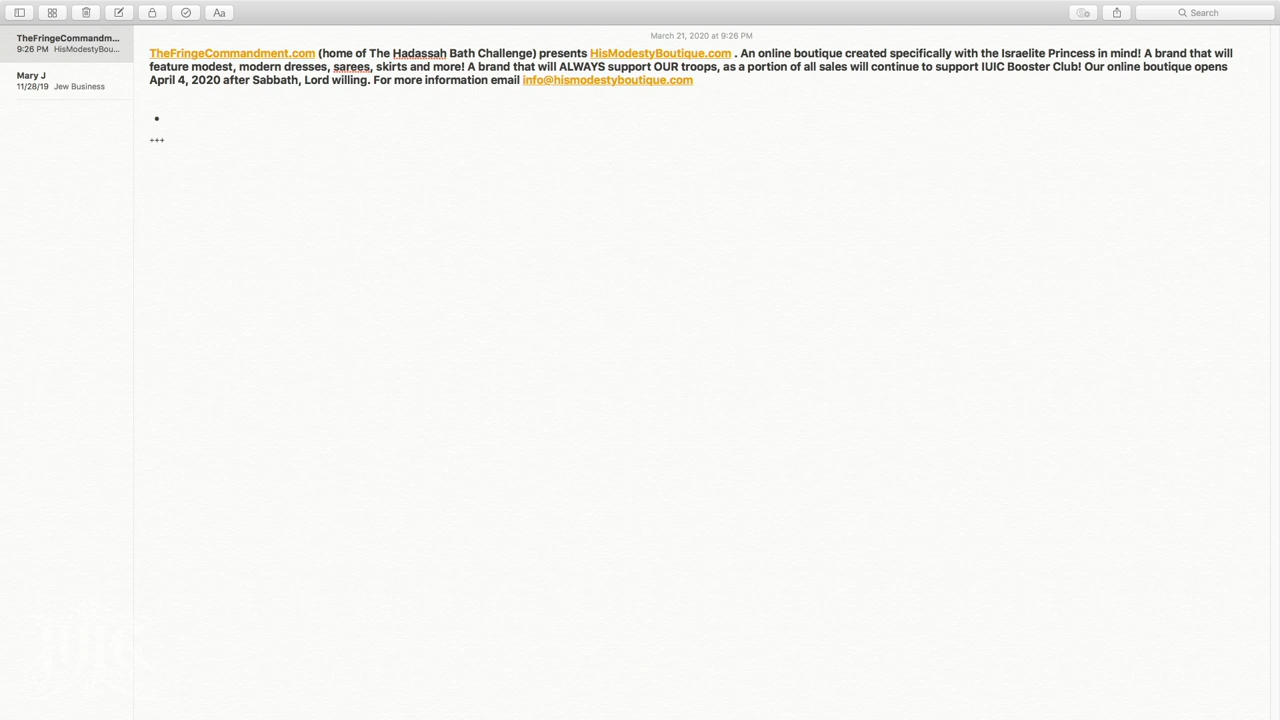 Search
March 21, 2020 at 9:26 PM
TheFringeCommandm...
9:26 PM HisModestyBou...
Mary J
11/28/19 Jew Business
TheFringeCommandment.com (home of The Hadassah Bath Challenge) presents HisModestyBoutique.com . An online boutique created specifically with the Israelite Princess in mind! A brand that will
feature modest, modern dresses, sarees, skirts and more! A brand that will ALWAYS support OUR troops, as a portion of all sales will continue to support IUIC Booster Club! Our online boutique opens
April 4, 2020 after Sabbath, Lord willing. For more information email info@hismodestyboutique.com
•
+++
Aa
IUIC